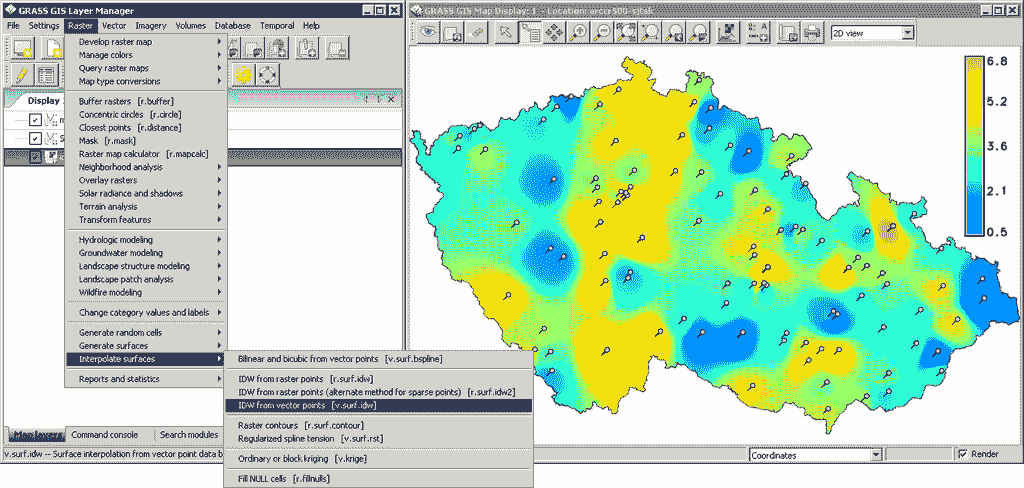 GRASS GIS Layer Manager
File Settings Raster Vector Imagery Volumes Database Temporal Help
Develop raster map
Manage colors
Query raster maps
Map type conversions
Display
Buffer rasters [r.buffer]
Concentric circles [r.circle]
Closest points [r.distance]
Mask [r.mask]
Raster map calculator [r.mapcalc]
Neighborhood analysis
Overlay rasters
Solar radiance and shadows
Terrain analysis
Transform features
Hydrologic modeling
Groundwater modeling
Landscape structure modeling
Landscape patch analysis
Wildfire modeling
Change category values and labels
Generate random cells
Generate surfaces
Interpolate surfaces
Reports and statistics
Bilinear and bicubic from vector points [v.surf.bspline]
IDW from raster points [r.surf.idw]
IDW from raster points (alternate method for sparse points) [r.surf.idw2]
IDW from vector points [v.surf.idw]
Raster contours [r.surf.contour]
Regularized spline tension [v.surf.rst]
Ordinary or block kriging [v.krige]
Fill NULL cells [r.fillnulls]
Map layers Command console Search modules
v.surf.idw -- Surface interpolation from vector point data b
GRASS GIS Map Display: 1 - Location: arccr500-sjtsk
2D view
6.8
5.2
3.6
2.1
0.5
Coordinates
Render